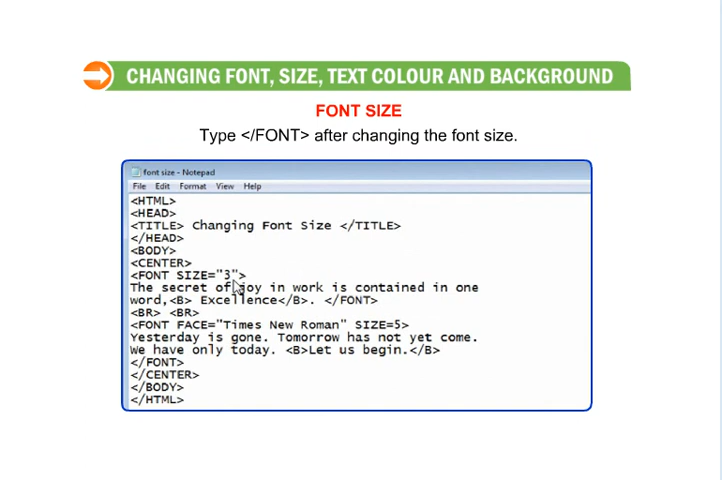 CHANGING FONT, SIZE, TEXT COLOUR AND BACKGROUND
FONT SIZE
Type </FONT> after changing the font size.
font size - Notepad
File Edit Format View Help
<HTML>
<HEAD>
<TITLE> Changing Font Size </TITLE>
</HEAD>
<BODY>
<CENTER>
<FONT SIZE="3">
The secret of joy in work is contained in one
word,<B> Excellence</B>. </FONT>
<BR> <BR>
<FONT FACE="Times New Roman" SIZE=5>
Yesterday is gone. Tomorrow has not yet come.
We have only today. <B>Let us begin.</B>
</FONT>
</CENTER>
</BODY>
</HTML>